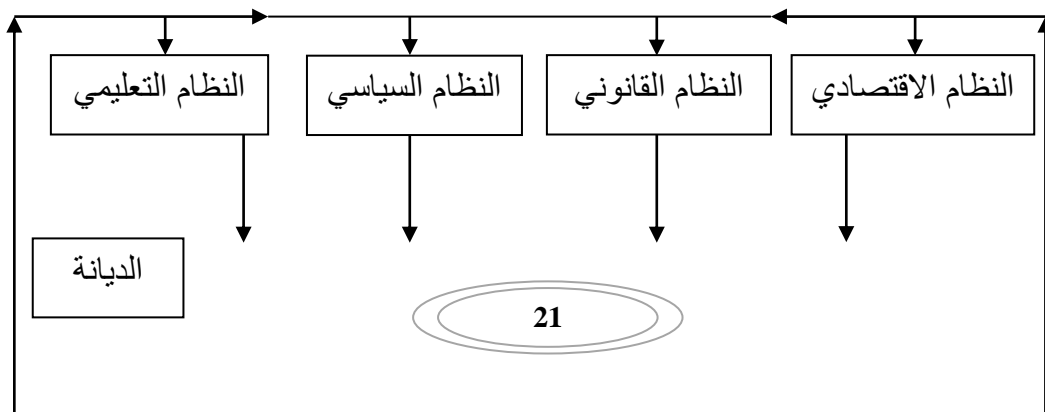 النظام الاقتصادي
النظام القانوني
النظام السياسي
النظام التعليمي
الديانة
21